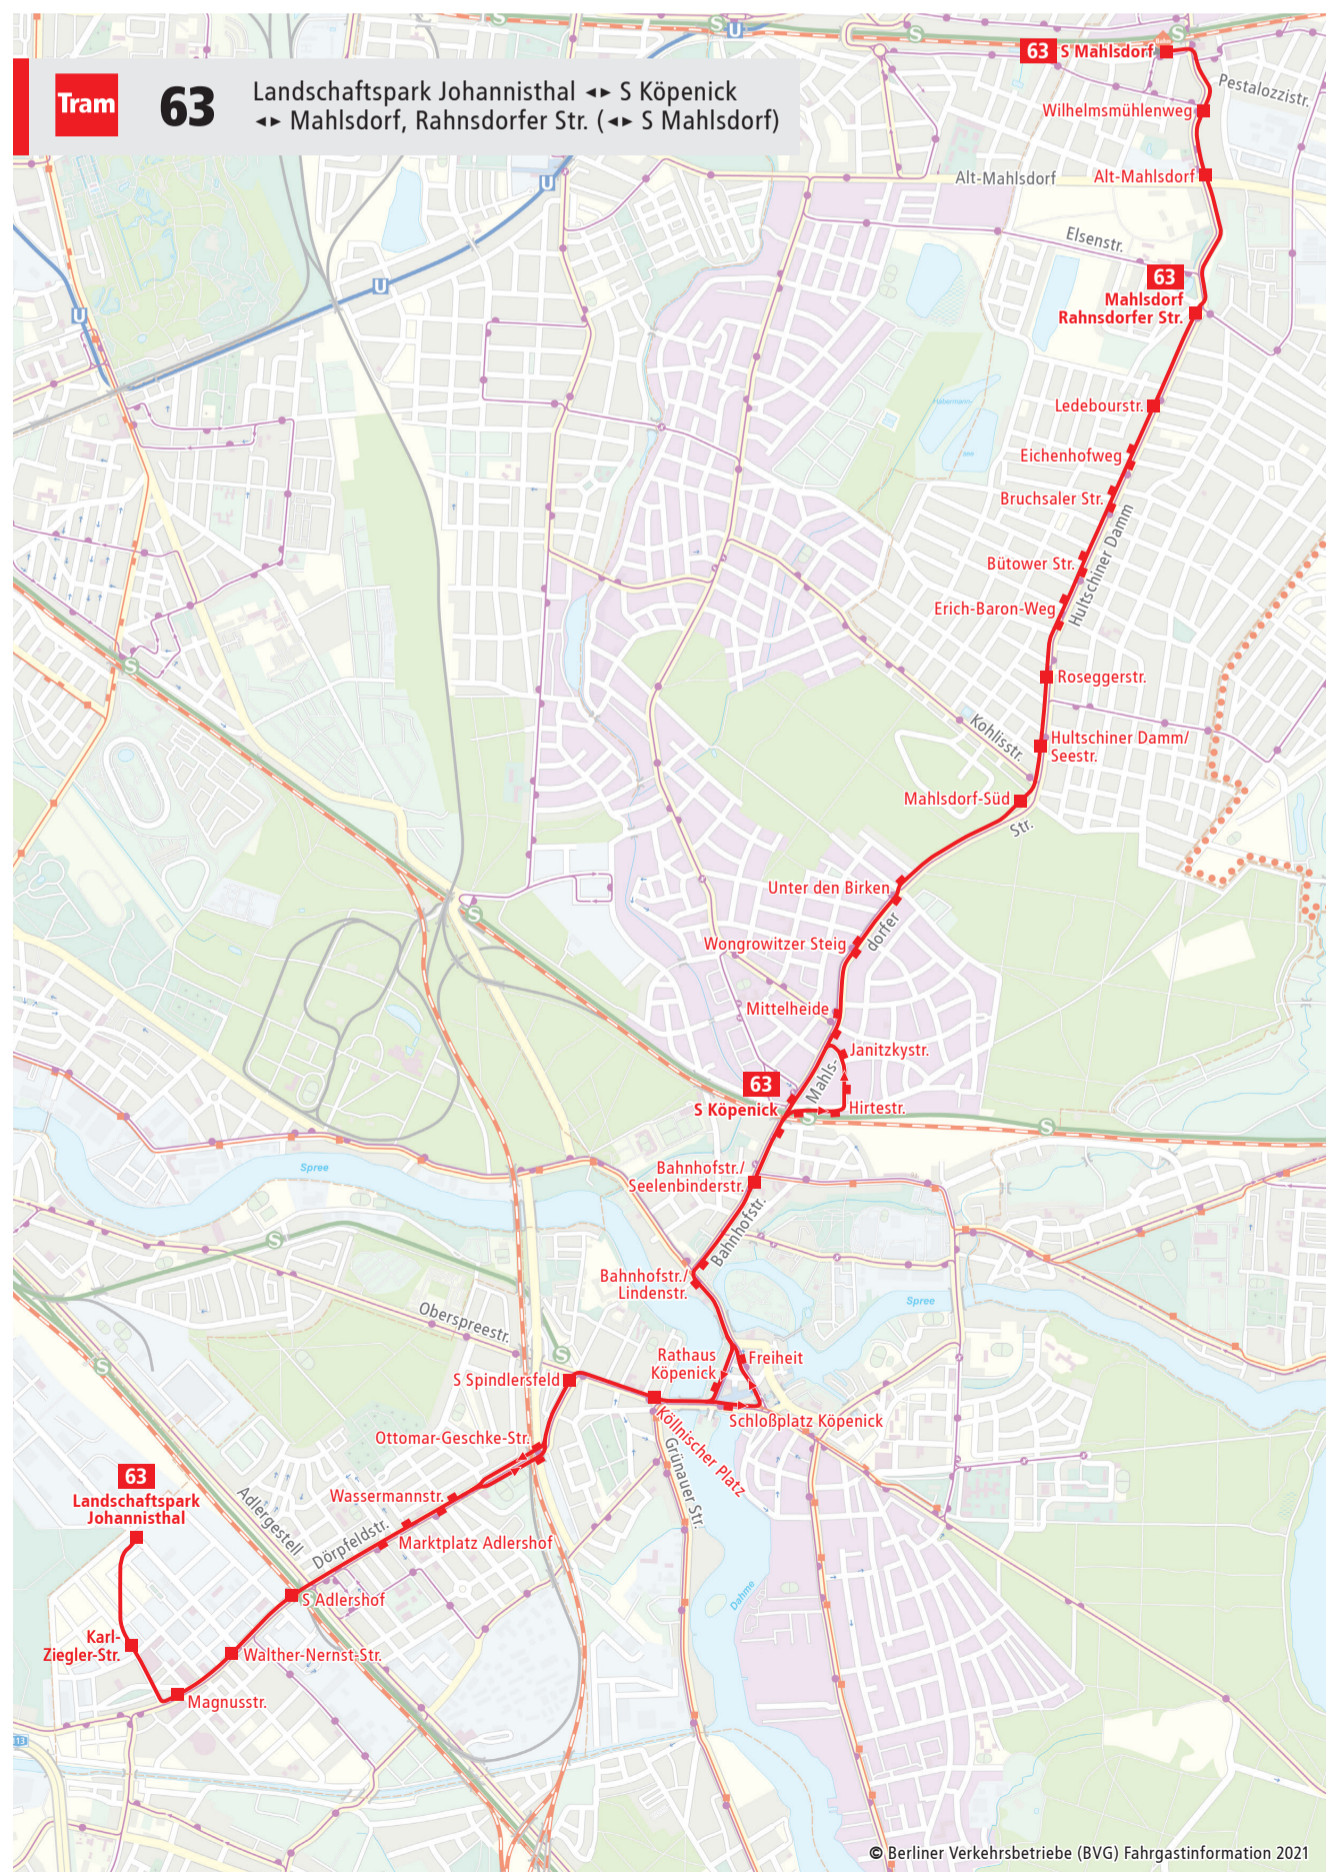 Tram
63
Landschaftspark Johannisthal ◂▸ S Köpenick
◂▸ Mahlsdorf, Rahnsdorfer Str. (◂▸ S Mahlsdorf)
S
S
U
S
S
63 S Mahlsdorf
Pestalozzistr.
Wilhelmsmühlenweg
Alt-Mahlsdorf
Alt-Mahlsdorf
U
Elsenstr.
U
U
63
Mahlsdorf
Rahnsdorfer Str.
Ledebourstr.
Eichenhofweg
Bruchsaler Str.
Hultschiner Damm
Bütower Str.
Erich-Baron-Weg
S
Roseggerstr.
Kohlisstr.
Hultschiner Damm/
Seestr.
Mahlsdorf-Süd
Str.
Unter den Birken
S
dorfer
Wongrowitzer Steig
Mittelheide
Janitzkystr.
Mahls-
63
S Köpenick
Hirtestr.
S
S
Spree
Bahnhofstr./
Seelenbinderstr.
Bahnhofstr.
S
Bahnhofstr./
Lindenstr.
Spree
Oberspreestr.
S
S
Rathaus
Köpenick
Freiheit
S Spindlersfeld
Köllnischer Platz
Schloßplatz Köpenick
Grünauer Str.
Ottomar-Geschke-Str.
Wassermannstr.
63
Landschaftspark
Johannisthal
Adlergestell
Dörpfeldstr.
Marktplatz Adlershof
S Adlershof
Dahme
Karl-
Ziegler-Str.
Walther-Nernst-Str.
Magnusstr.
© Berliner Verkehrsbetriebe (BVG) Fahrgastinformation 2021